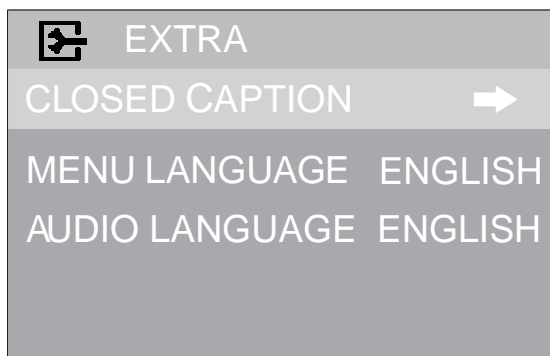 EXTRA
CLOSED CAPTION
MENU LANGUAGE ENGLISH
AUDIO LANGUAGE ENGLISH